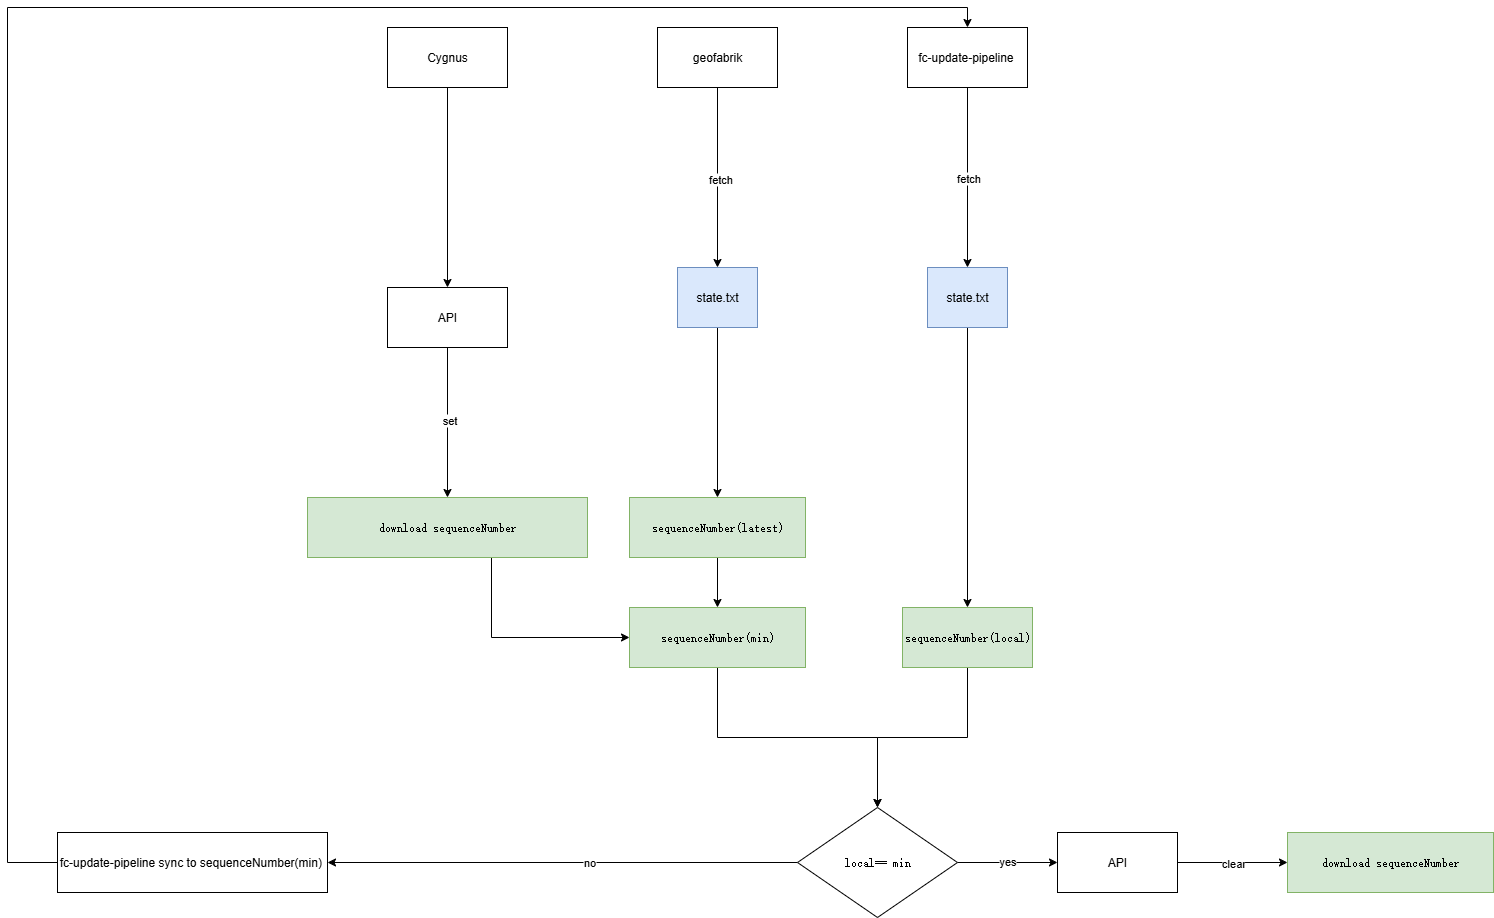 Cygnus
geofabrik
fc-update-pipeline
fetch
fetch
state.txt
state.txt
API
set
download sequenceNumber
sequenceNumber(latest)
sequenceNumber(min)
sequenceNumber(local)
fc-update-pipeline sync to sequenceNumber(min)
no
local== min
yes
API
clear
download sequenceNumber